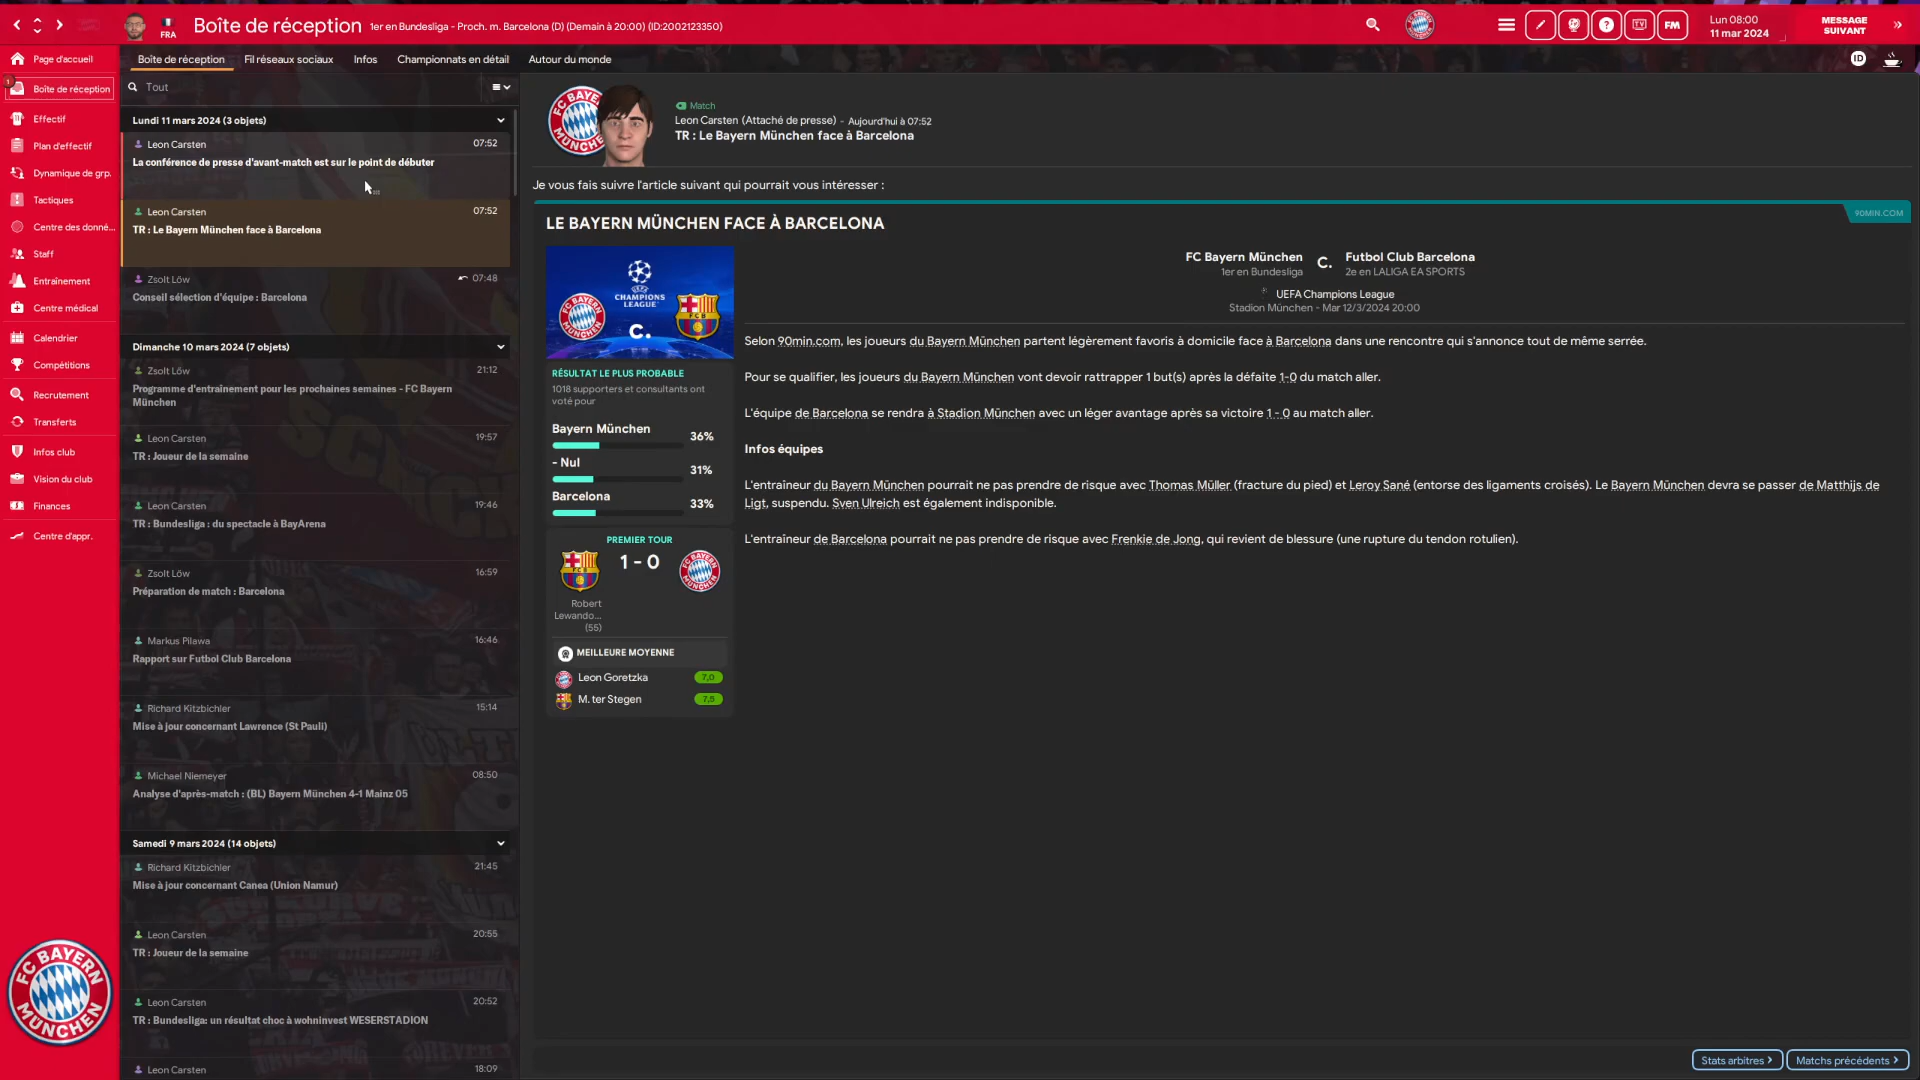 FRA
Boîte de réception
1er en Bundesliga - Proch. m. Barcelona (D) (Demain à 20:00) (ID:2002123350)
FM
Lun 08:00
11 mar 2024
MESSAGE
SUIVANT
Page d'accueil
1
Boîte de réception
Effectif
Plan d'effectif
Dynamique de grp.
Tactiques
Centre des donné...
Staff
Entraînement
Centre médical
Calendrier
Compétitions
Recrutement
Transferts
Infos club
Vision du club
Finances
Centre d'appr.
FC BAYERN
MÜNCHEN
Boîte de réception
Fil réseaux sociaux
Infos
Championnats en détail
Autour du monde
ID
Tout
Lundi 11 mars 2024 (3 objets)
Leon Carsten 07:52
La conférence de presse d'avant-match est sur le point de débuter
Leon Carsten 07:52
TR : Le Bayern München face à Barcelona
Zsolt Lőw 07:48
Conseil sélection d'équipe : Barcelona
Dimanche 10 mars 2024 (7 objets)
Zsolt Lőw 21:12
Programme d'entraînement pour les prochaines semaines - FC Bayern
München
Leon Carsten 19:57
TR : Joueur de la semaine
Leon Carsten 19:46
TR : Bundesliga : du spectacle à BayArena
Zsolt Lőw 16:59
Préparation de match : Barcelona
Markus Pilawa 16:46
Rapport sur Futbol Club Barcelona
Richard Kitzbichler 15:14
Mise à jour concernant Lawrence (St Pauli)
Michael Niemeyer 08:50
Analyse d'après-match : (BL) Bayern München 4-1 Mainz 05
Samedi 9 mars 2024 (14 objets)
Richard Kitzbichler 21:45
Mise à jour concernant Canea (Union Namur)
Leon Carsten 20:55
TR : Joueur de la semaine
Leon Carsten 20:52
TR : Bundesliga: un résultat choc à wohninvest WESERSTADION
Leon Carsten 18:09
Match
Leon Carsten (Attaché de presse) - Aujourd'hui à 07:52
TR : Le Bayern München face à Barcelona
Je vous fais suivre l'article suivant qui pourrait vous intéresser :
90MIN.COM
LE BAYERN MÜNCHEN FACE À BARCELONA
UEFA
CHAMPIONS
LEAGUE
C.
FC Bayern München C. Futbol Club Barcelona
1er en Bundesliga 2e en LALIGA EA SPORTS
UEFA Champions League
Stadion München - Mar 12/3/2024 20:00
Selon 90min.com, les joueurs du Bayern München partent légèrement favoris à domicile face à Barcelona dans une rencontre qui s'annonce tout de même serrée.
Pour se qualifier, les joueurs du Bayern München vont devoir rattrapper 1 but(s) après la défaite 1-0 du match aller.
L'équipe de Barcelona se rendra à Stadion München avec un léger avantage après sa victoire 1 - 0 au match aller.
Infos équipes
L'entraîneur du Bayern München pourrait ne pas prendre de risque avec Thomas Müller (fracture du pied) et Leroy Sané (entorse des ligaments croisés). Le Bayern München devra se passer de Matthijs de
Ligt, suspendu. Sven Ulreich est également indisponible.
L'entraîneur de Barcelona pourrait ne pas prendre de risque avec Frenkie de Jong, qui revient de blessure (une rupture du tendon rotulien).
RÉSULTAT LE PLUS PROBABLE
1018 supporters et consultants ont
voté pour
Bayern München 36%
- Nul 31%
Barcelona 33%
PREMIER TOUR
1 - 0
Robert
Lewando...
(55)
MEILLEURE MOYENNE
Leon Goretzka 7,0
M. ter Stegen 7,5
Stats arbitres
Matchs précédents